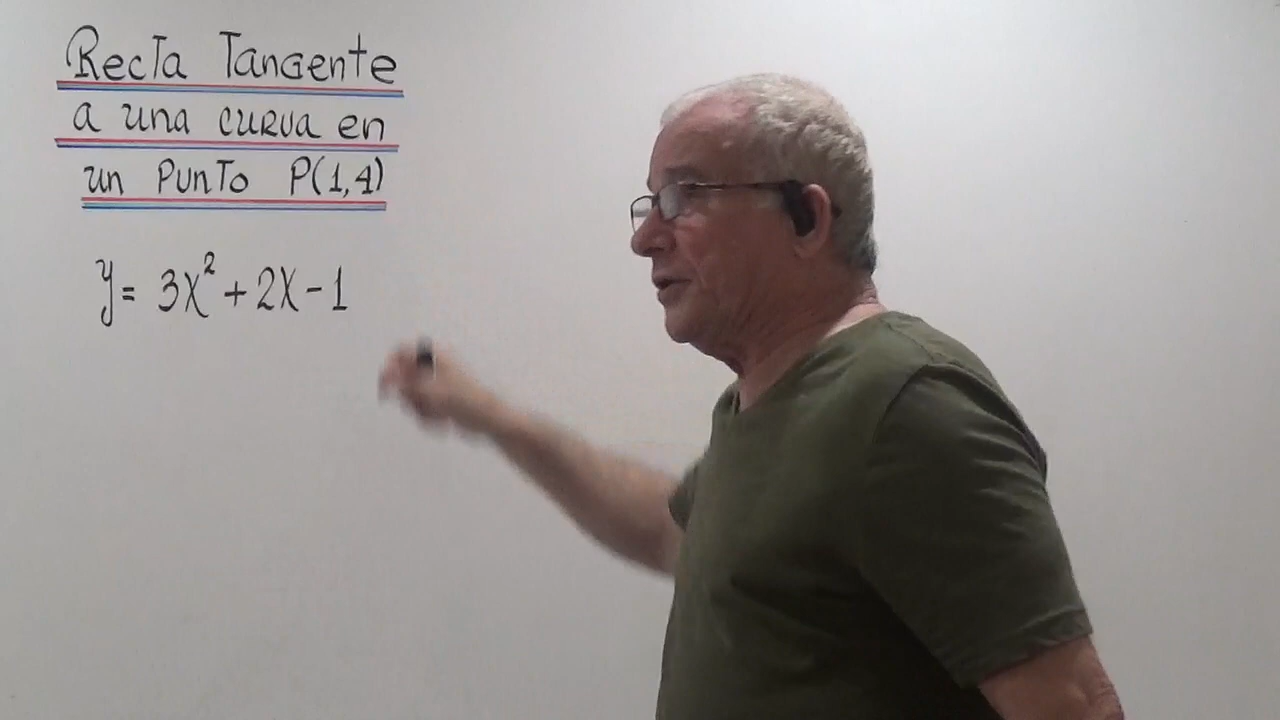 Recta Tangente
a una curva en
un Punto P(1,4)
y = 3x² + 2x - 1